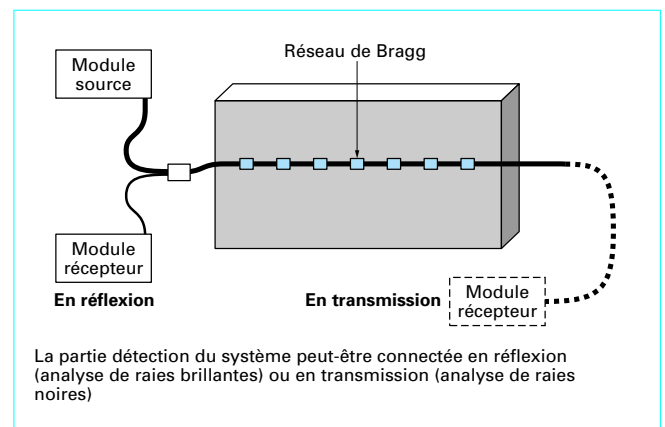 Réseau de Bragg
Module
source
Module
récepteur
En réflexion
En transmission
Module
récepteur
La partie détection du système peut-être connectée en réflexion
(analyse de raies brillantes) ou en transmission (analyse de raies
noires)